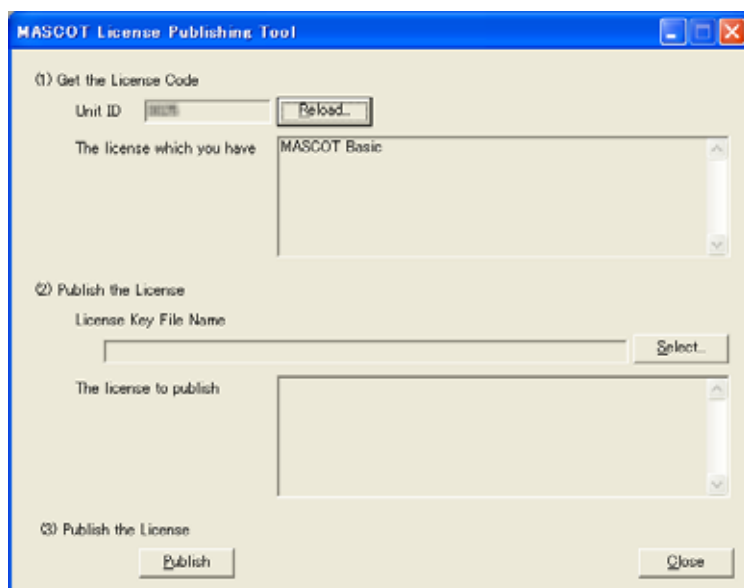 MASCOT License Publishing Tool
(1) Get the License Code
Unit ID
Reload...
The license which you have
MASCOT Basic
(2) Publish the License
License Key File Name
Select...
The license to publish
(3) Publish the License
Publish
Close